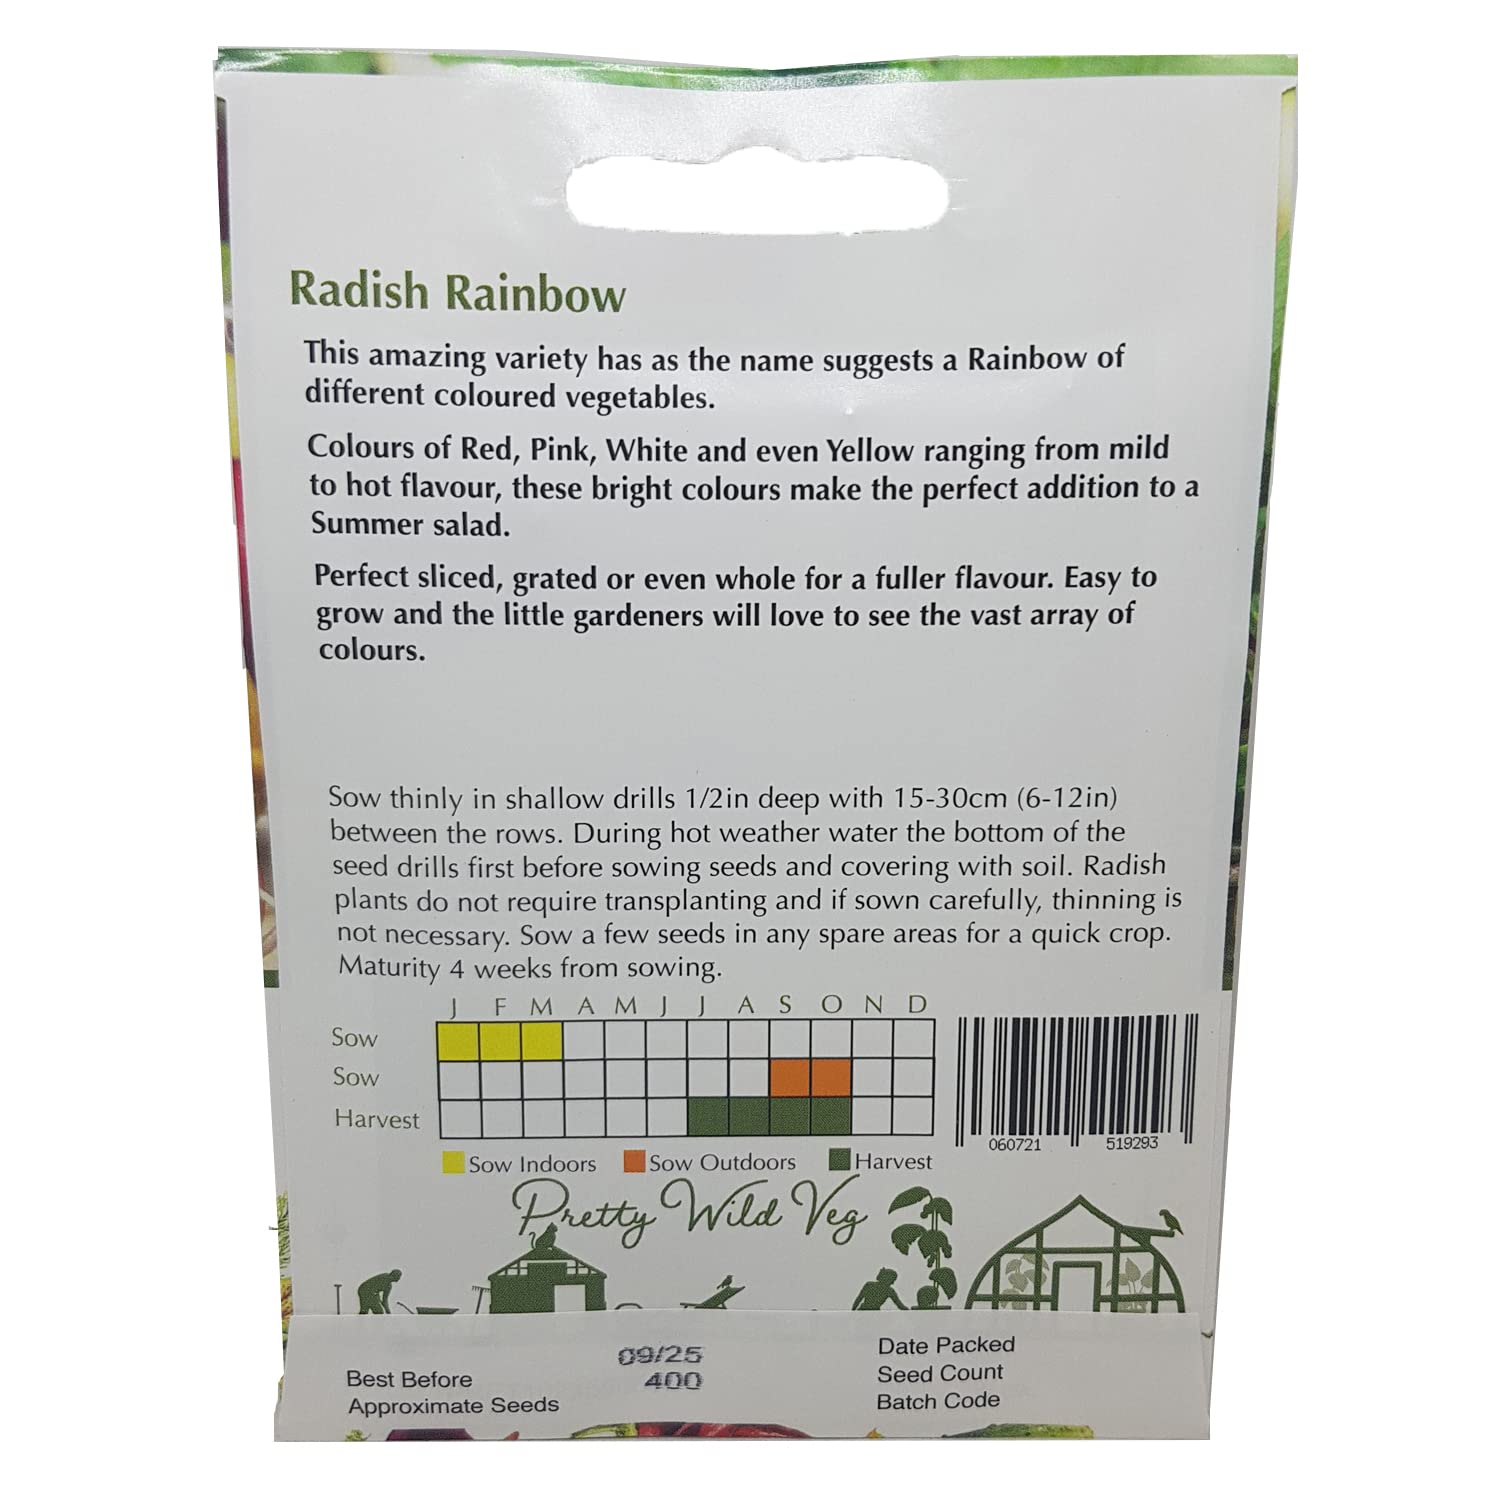 Radish Rainbow
This amazing variety has as the name suggests a Rainbow of
different coloured vegetables.
Colours of Red, Pink, White and even Yellow ranging from mild
to hot flavour, these bright colours make the perfect addition to a
Summer salad.
Perfect sliced, grated or even whole for a fuller flavour. Easy to
grow and the little gardeners will love to see the vast array of
colours.
Sow thinly in shallow drills 1/2in deep with 15-30cm (6-12in)
between the rows. During hot weather water the bottom of the
seed drills first before sowing seeds and covering with soil. Radish
plants do not require transplanting and if sown carefully, thinning is
not necessary. Sow a few seeds in any spare areas for a quick crop.
Maturity 4 weeks from sowing.
J F M A M J J A S O N D
Sow
Sow
Harvest
060721 519293
Sow Indoors Sow Outdoors Harvest
Pretty Wild Veg
09/25 Date Packed
Best Before 400 Seed Count
Approximate Seeds Batch Code